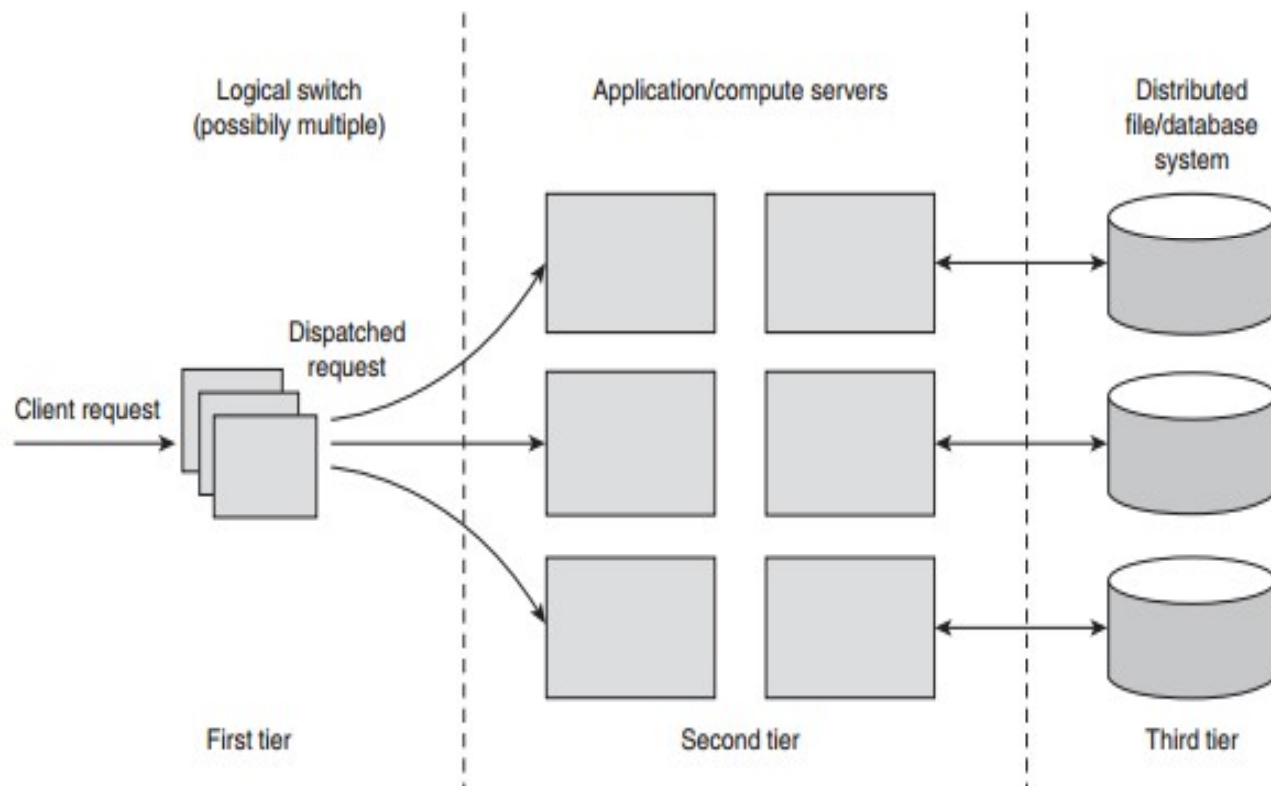 Logical switch
(possibily multiple)
Application/compute servers
Distributed
file/database
system
Dispatched
request
Client request
First tier
Second tier
Third tier